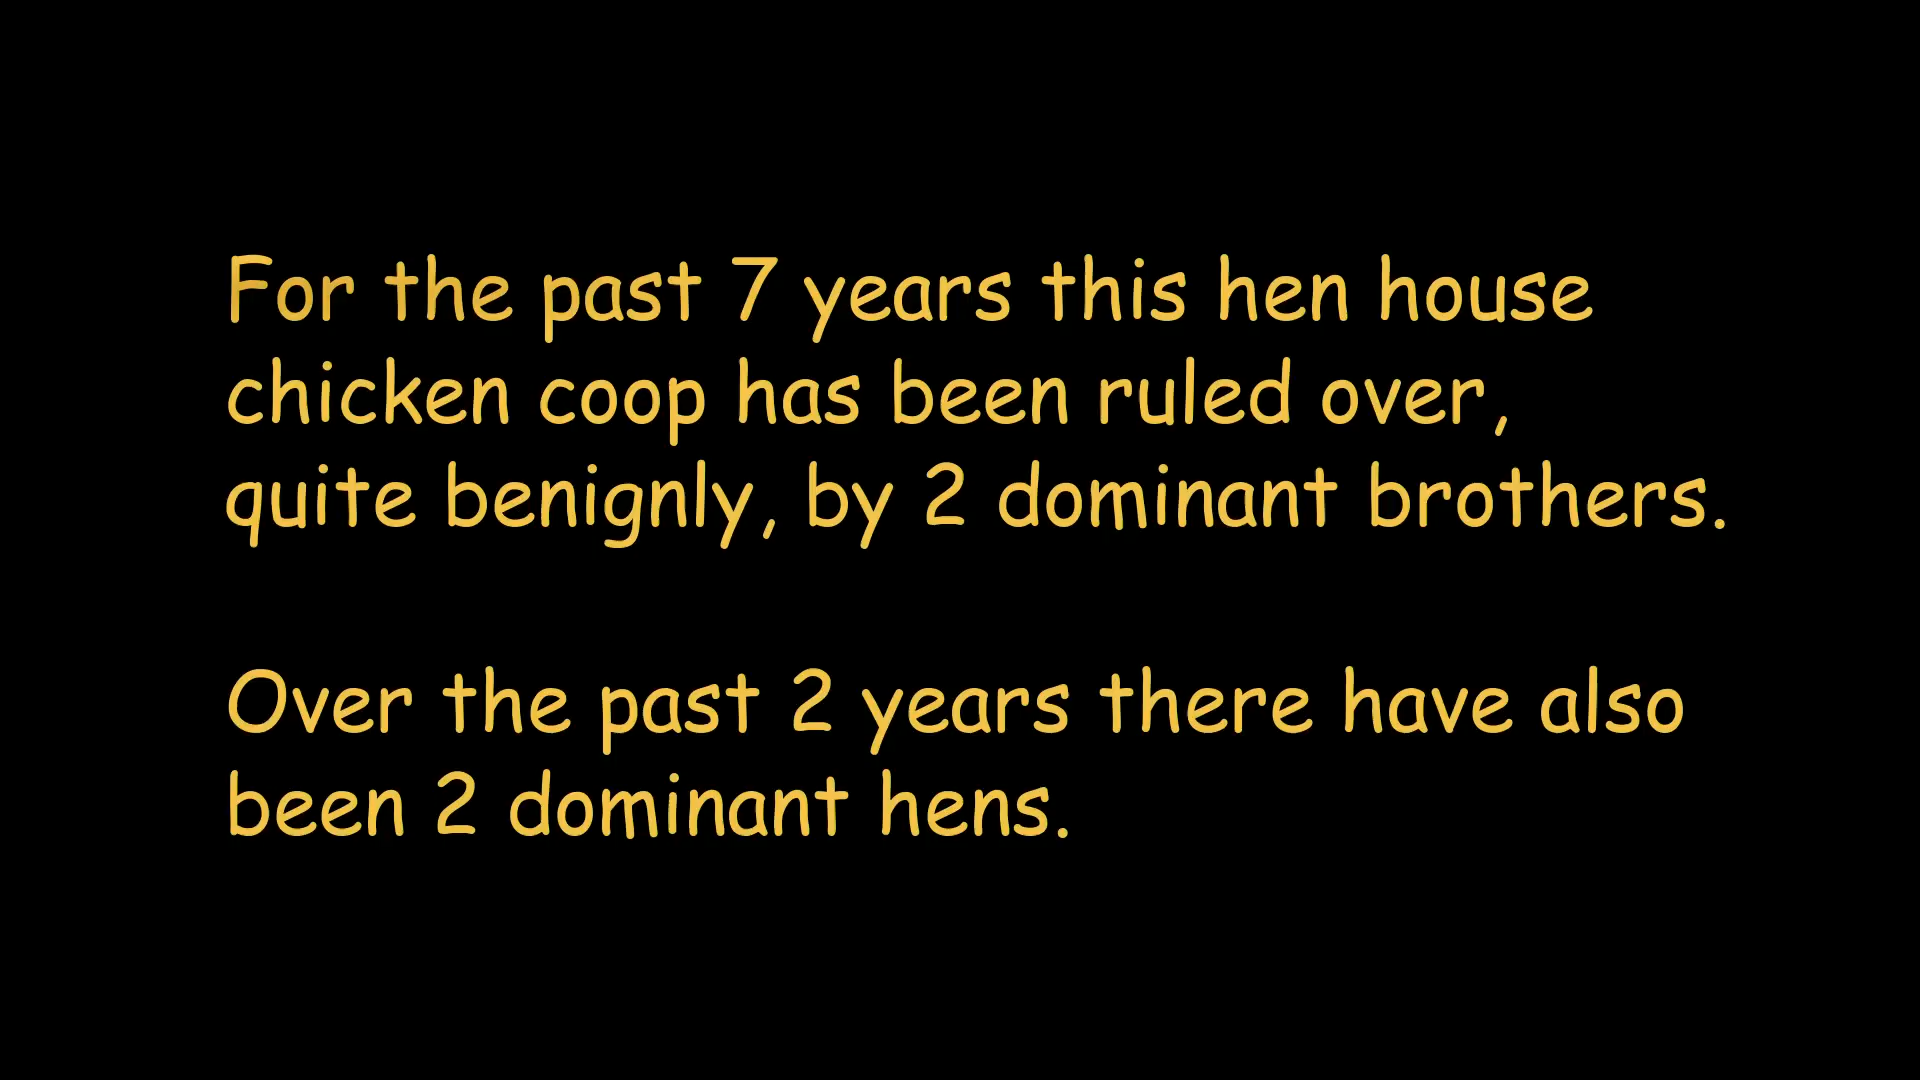 For the past 7 years this hen house
chicken coop has been ruled over,
quite benignly, by 2 dominant brothers.
Over the past 2 years there have also
been 2 dominant hens.